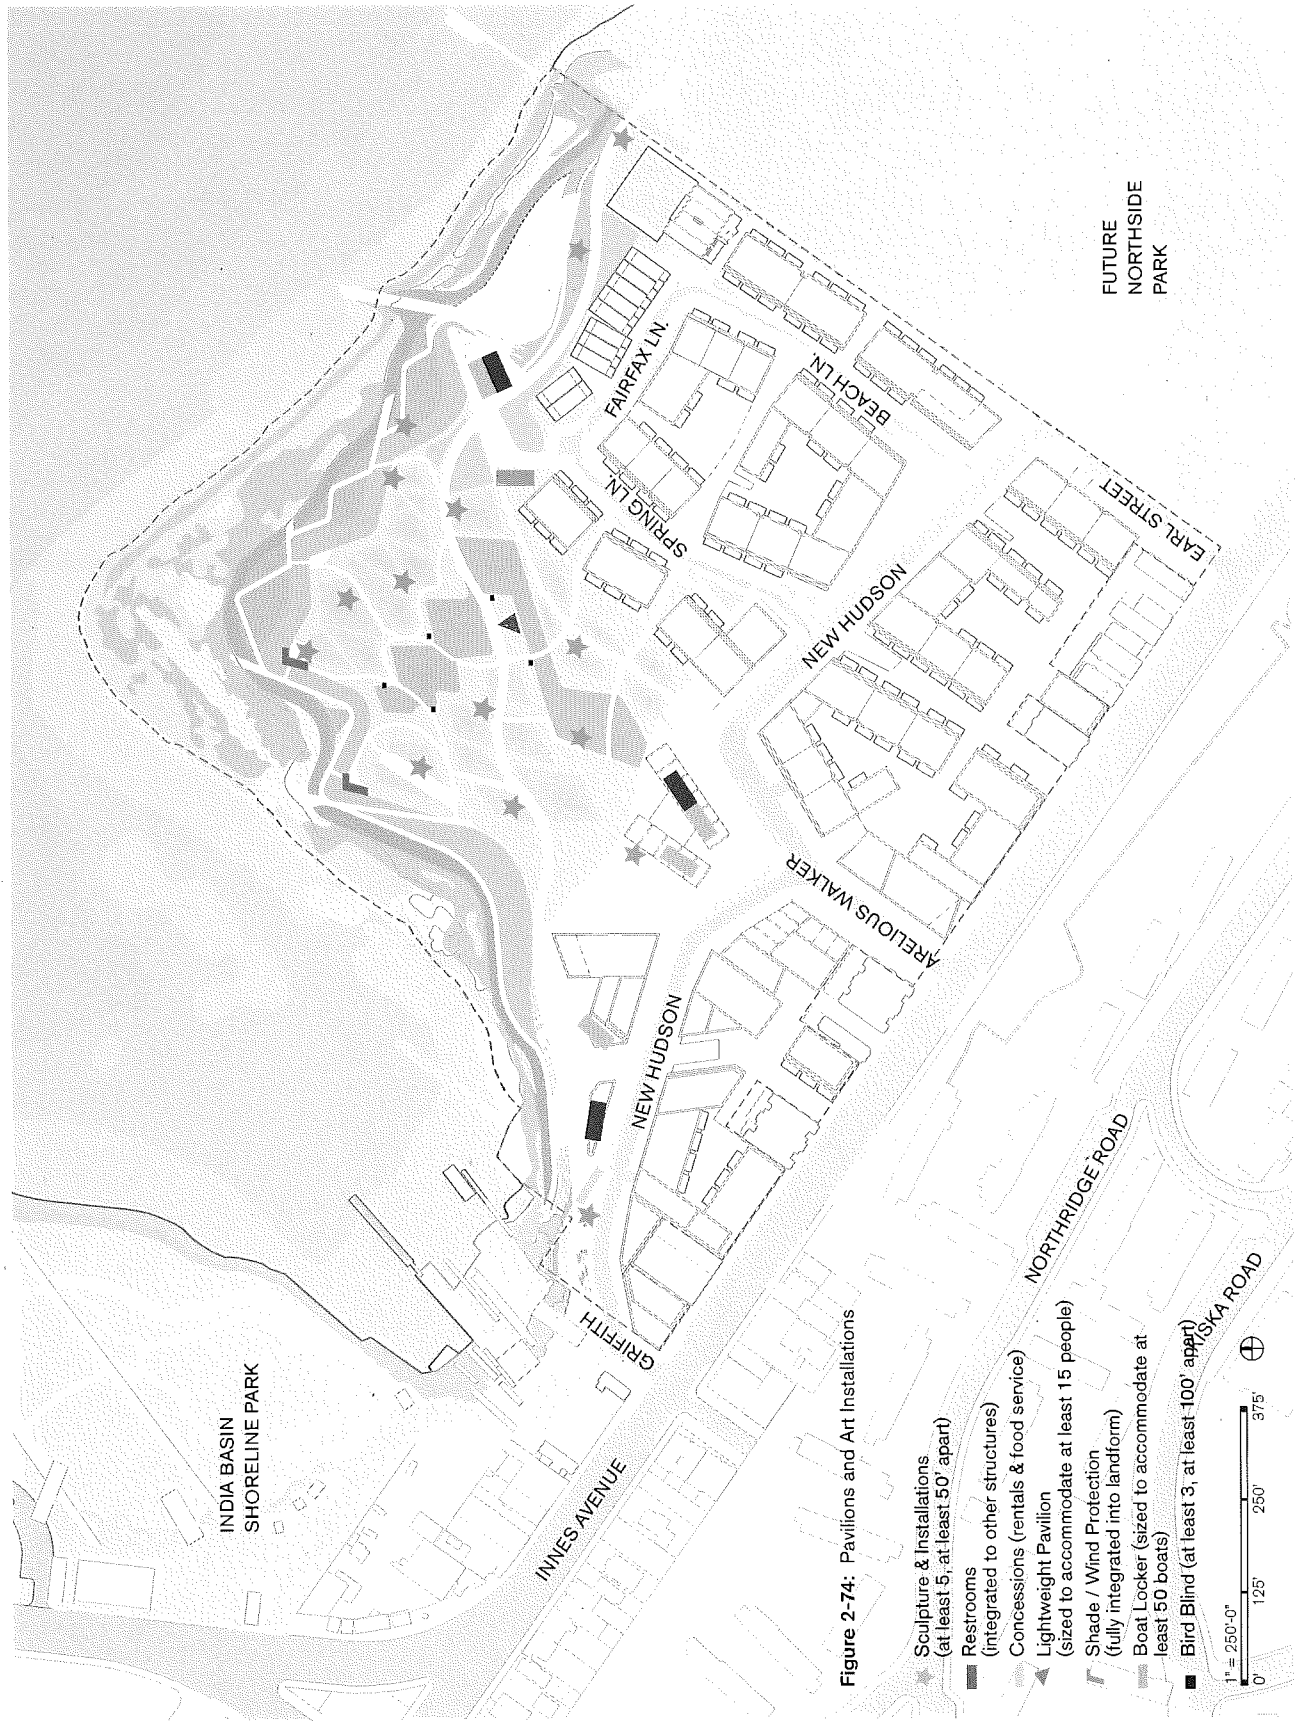 INDIA BASIN
SHORELINE PARK
FUTURE
NORTHSIDE
PARK
FAIRFAX LN.
BEACH LN.
SPRING LN.
NEW HUDSON
EARL STREET
ARELIOUS WALKER
NEW HUDSON
GRIFFITH
INNES AVENUE
NORTHRIDGE ROAD
KISKA ROAD
Figure 2-74: Pavilions and Art Installations
Sculpture & Installations
(at least 5, at least 50' apart)
Restrooms
(integrated to other structures)
Concessions (rentals & food service)
Lightweight Pavilion
(sized to accommodate at least 15 people)
Shade / Wind Protection
(fully integrated into landform)
Boat Locker (sized to accommodate at
least 50 boats)
Bird Blind (at least 3, at least 100' apart)
1" = 250'-0"
0' 125' 250' 375'